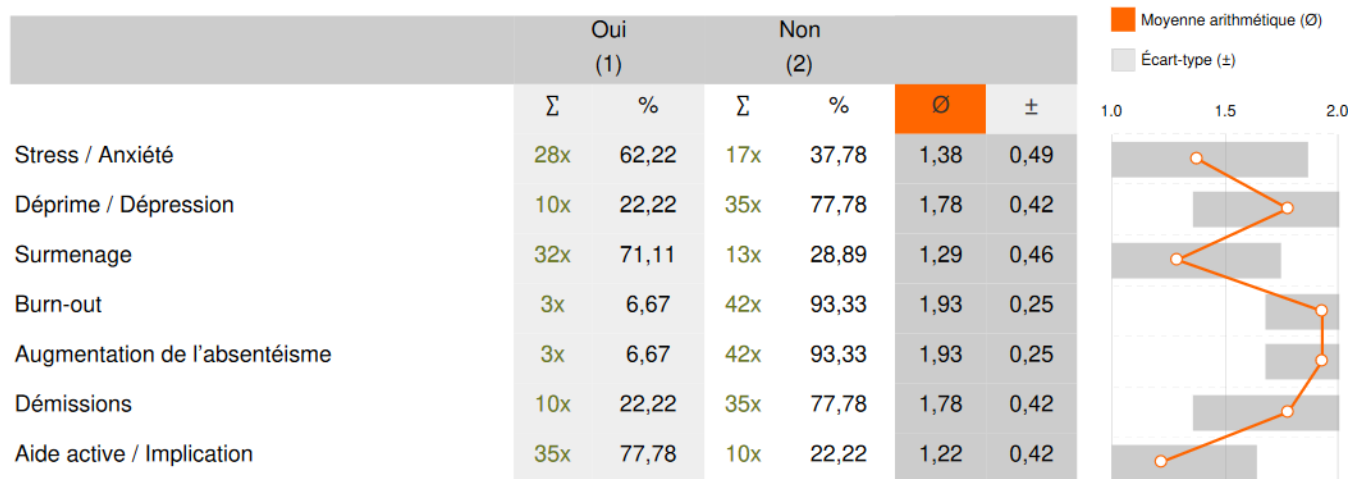 Oui Non
(1) (2)
Moyenne arithmétique (Ø)
Écart-type (±)
∑ % ∑ % Ø ± 1.0 1.5 2.0
Stress / Anxiété 28x 62,22 17x 37,78 1,38 0,49
Déprime / Dépression 10x 22,22 35x 77,78 1,78 0,42
Surmenage 32x 71,11 13x 28,89 1,29 0,46
Burn-out 3x 6,67 42x 93,33 1,93 0,25
Augmentation de l’absentéisme 3x 6,67 42x 93,33 1,93 0,25
Démissions 10x 22,22 35x 77,78 1,78 0,42
Aide active / Implication 35x 77,78 10x 22,22 1,22 0,42